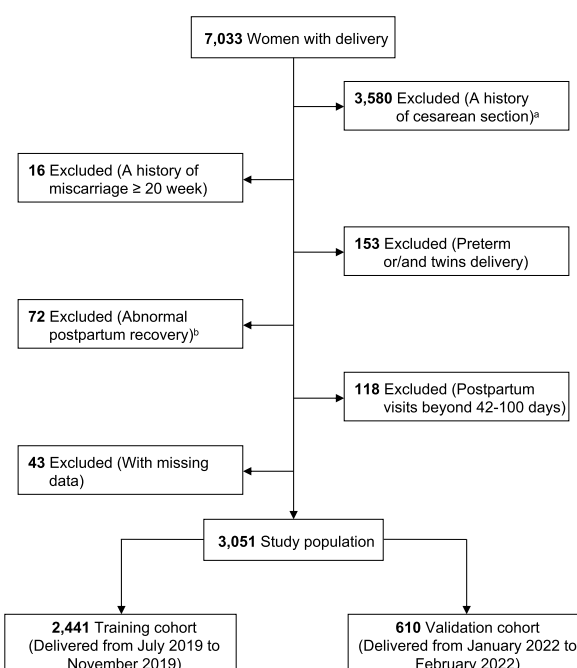 7,033 Women with delivery
3,580 Excluded (A history
of cesarean section)a
16 Excluded (A history of
miscarriage ≥ 20 week)
153 Excluded (Preterm
or/and twins delivery)
72 Excluded (Abnormal
postpartum recovery)b
118 Excluded (Postpartum
visits beyond 42-100 days)
43 Excluded (With missing
data)
3,051 Study population
2,441 Training cohort
(Delivered from July 2019 to
November 2019)
610 Validation cohort
(Delivered from January 2022 to
February 2022)